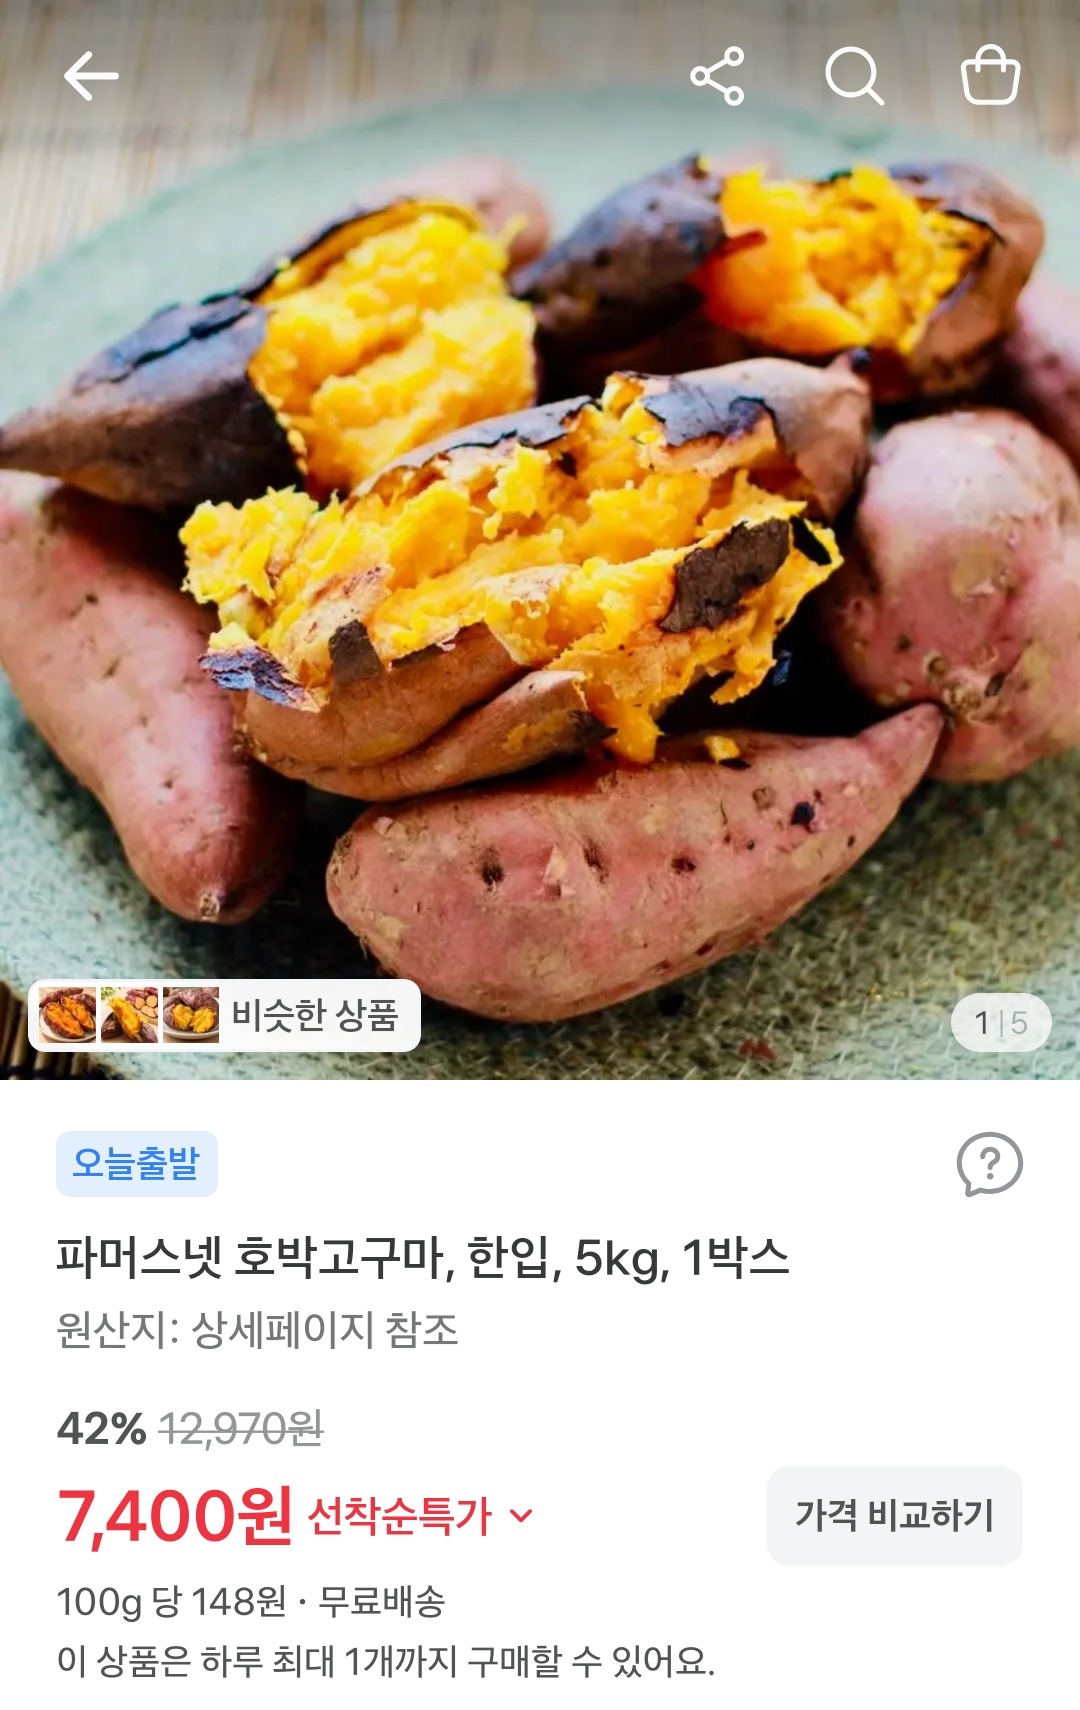 비슷한 상품
1|5
오늘출발
파머스넷 호박고구마, 한입, 5kg, 1박스
원산지: 상세페이지 참조
42% 12,970원
7,400원 선착순특가
가격 비교하기
100g 당 148원 · 무료배송
이 상품은 하루 최대 1개까지 구매할 수 있어요.